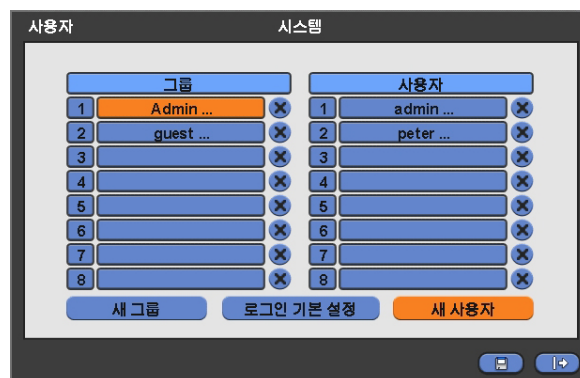 사용자 시스템
그룹 사용자
1 Admin ... 1 admin ...
2 guest ... 2 peter ...
3 3
4 4
5 5
6 6
7 7
8 8
새 그룹 로그인 기본 설정 새 사용자